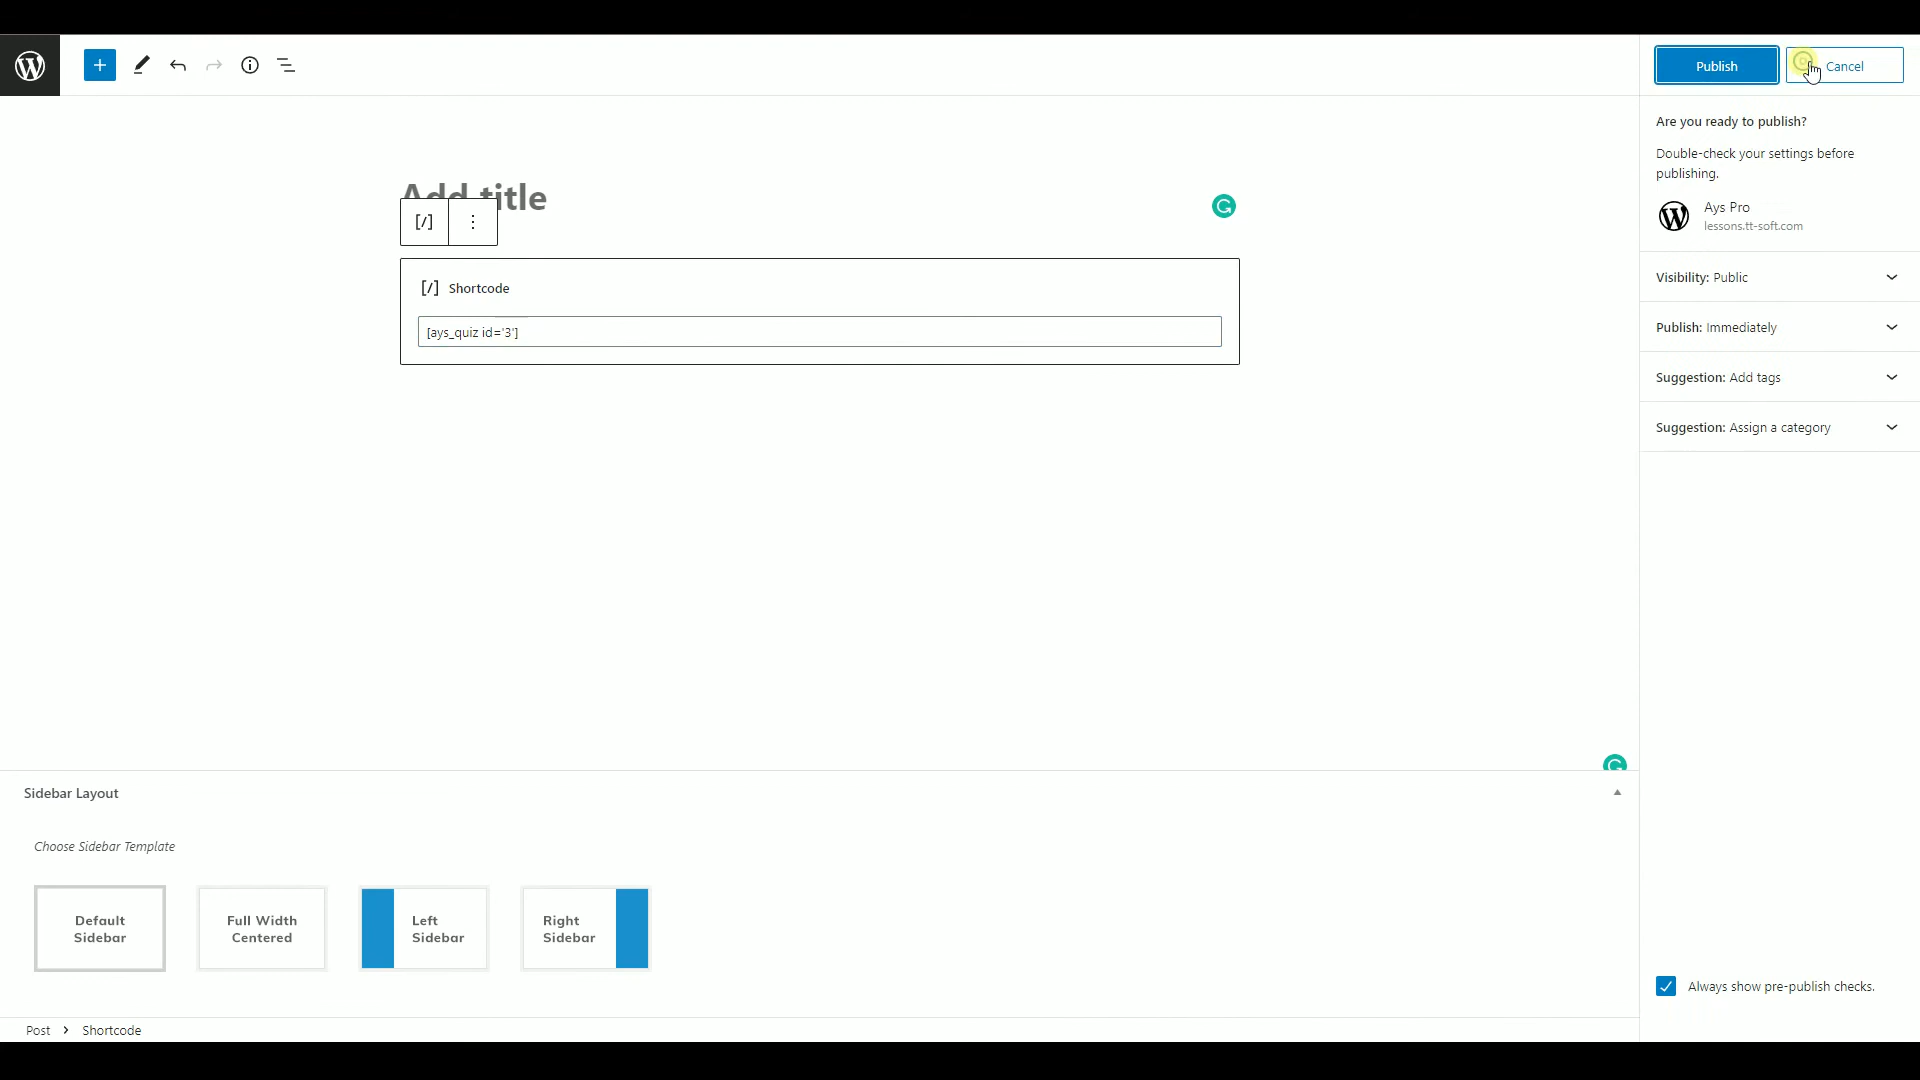 Publish
Cancel
Are you ready to publish?
Double-check your settings before
publishing.
Ays Pro
lessons.tt-soft.com
Visibility: Public
Publish: Immediately
Suggestion: Add tags
Suggestion: Assign a category
Always show pre-publish checks.
Add title
[/]
[/] Shortcode
[ays_quiz id='3']
Sidebar Layout
Choose Sidebar Template
Default
Sidebar
Full Width
Centered
Left
Sidebar
Right
Sidebar
Post > Shortcode